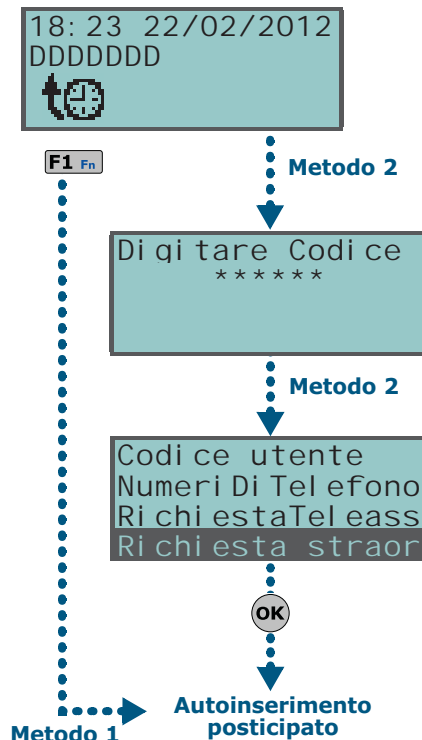 18:23 22/02/2012
DDDDDDD
F1 Fn
Metodo 2
Digitare Codice
******
Metodo 2
Codice utente
NumeriDiTelefono
RichiestaTeleass
Richiesta straor
OK
Autoinserimento
posticipato
Metodo 1